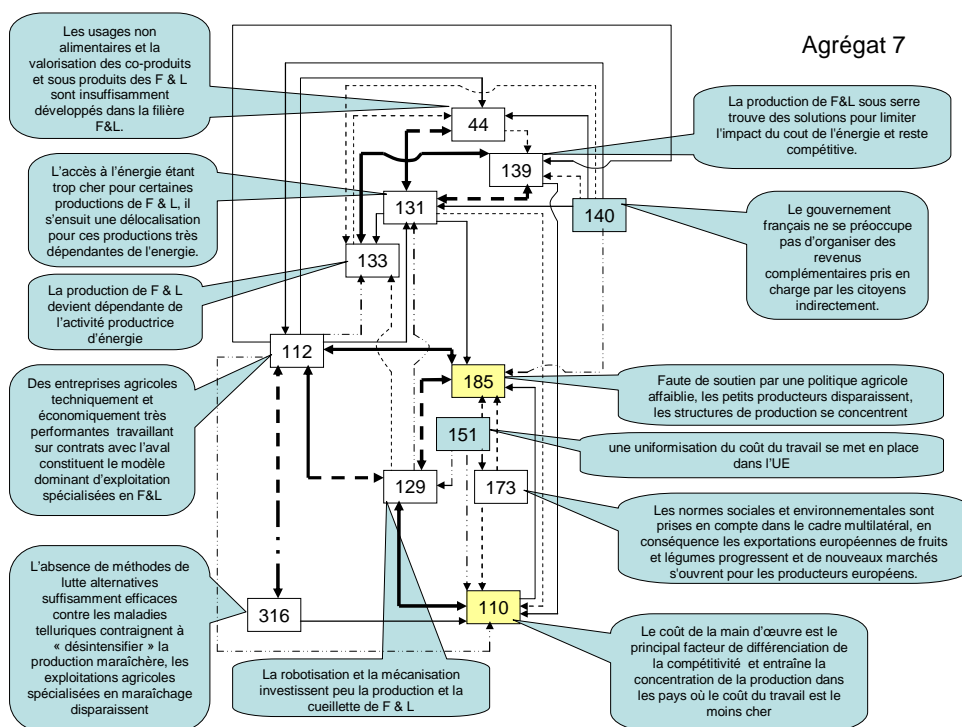 Agrégat 7
Les usages non
alimentaires et la
valorisation des co-produits
et sous produits des F & L
sont insuffisamment
développés dans la filière
F&L.
44
La production de F&L sous serre
trouve des solutions pour limiter
l'impact du cout de l'énergie et reste
compétitive.
139
L'accès à l'énergie étant
trop cher pour certaines
productions de F & L, il
s'ensuit une délocalisation
pour ces productions très
dépendantes de l'energie.
131
140
Le gouvernement
français ne se préoccupe
pas d'organiser des
revenus
complémentaires pris en
charge par les citoyens
indirectement.
133
La production de F & L
devient dépendante de
l'activité productrice
d'énergie
112
185
Des entreprises agricoles
techniquement et
économiquement très
performantes travaillant
sur contrats avec l'aval
constituent le modèle
dominant d'exploitation
spécialisées en F&L
Faute de soutien par une politique agricole
affaiblie, les petits producteurs disparaissent,
les structures de production se concentrent
151
une uniformisation du coût du travail se met en place
dans l'UE
129
173
Les normes sociales et environnementales sont
prises en compte dans le cadre multilatéral, en
conséquence les exportations européennes de fruits
et légumes progressent et de nouveaux marchés
s'ouvrent pour les producteurs européens.
L'absence de méthodes de
lutte alternatives
suffisamment efficaces
contre les maladies
telluriques contraignent à
« désintensifier » la
production maraîchère, les
exploitations agricoles
spécialisées en maraîchage
disparaissent
316
110
La robotisation et la mécanisation
investissent peu la production et la
cueillette de F & L
Le coût de la main d'œuvre est le
principal facteur de différenciation de
la compétitivité et entraîne la
concentration de la production dans
les pays où le coût du travail est le
moins cher